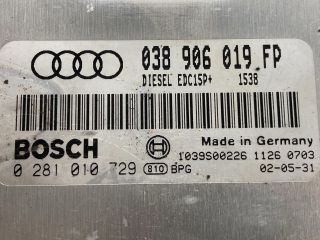 038 906 019 FP
DIESEL EDC15P+ 1538
Made in Germany
BOSCH 1039S00226 1126 0703
0 281 010 729 810 BPG 02-05-31